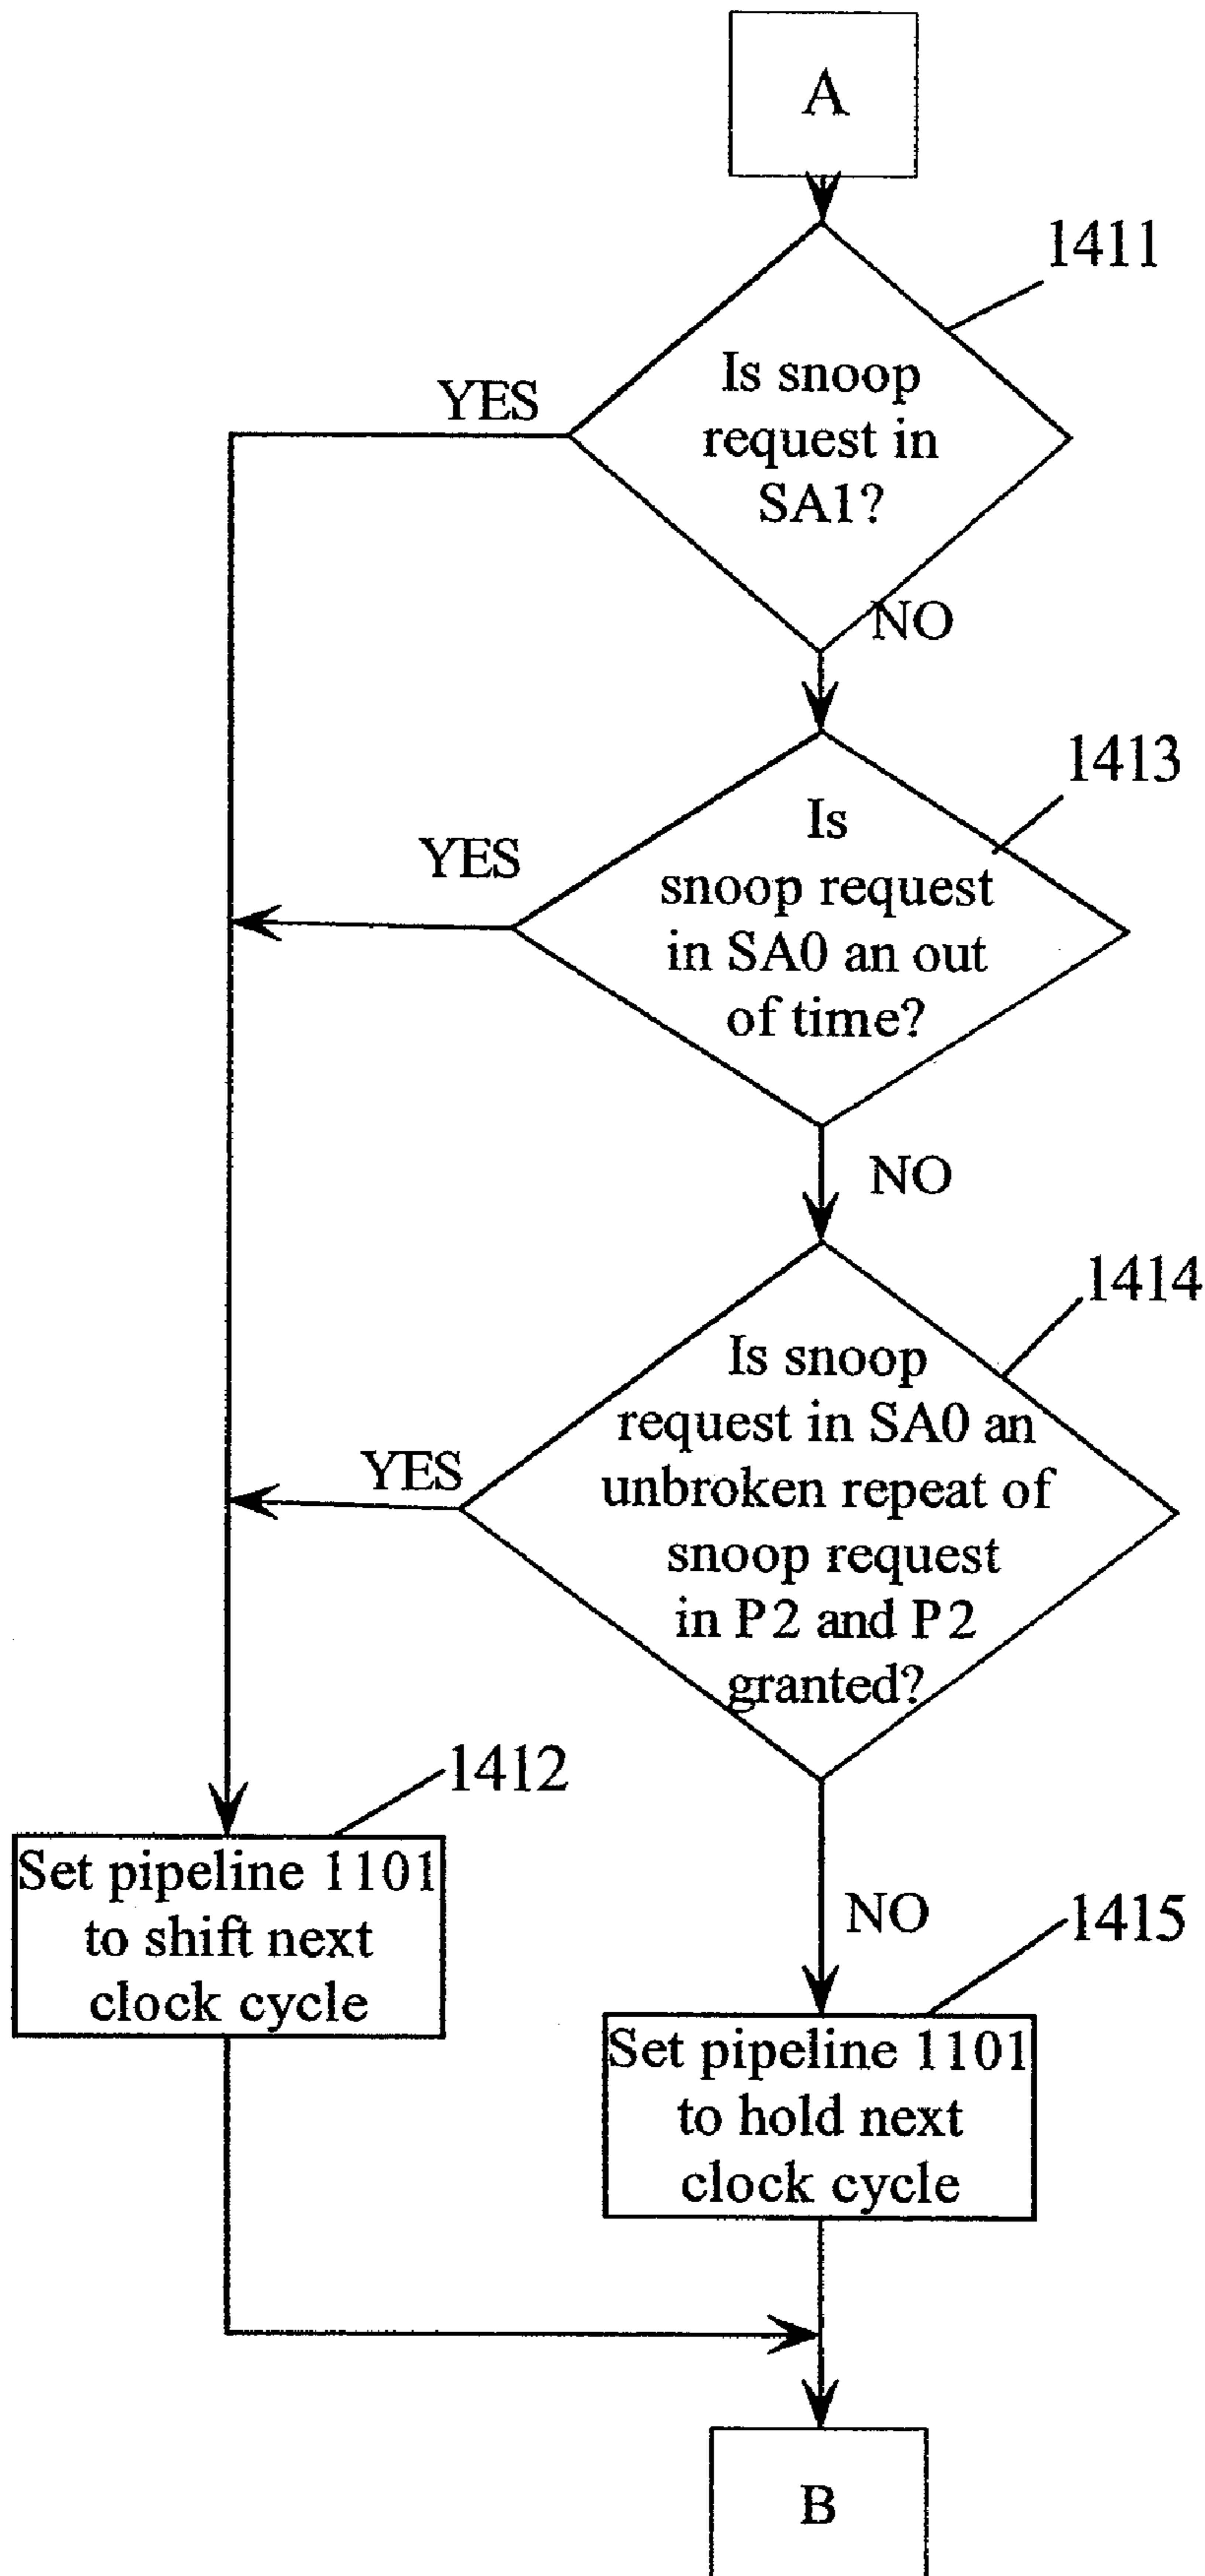 A
1411
Is snoop
request in
SA1?
YES
NO
1413
Is
snoop request
in SA0 an out
of time?
YES
NO
1414
Is snoop
request in SA0 an
unbroken repeat of
snoop request
in P2 and P2
granted?
YES
NO
1412
Set pipeline 1101
to shift next
clock cycle
1415
Set pipeline 1101
to hold next
clock cycle
B